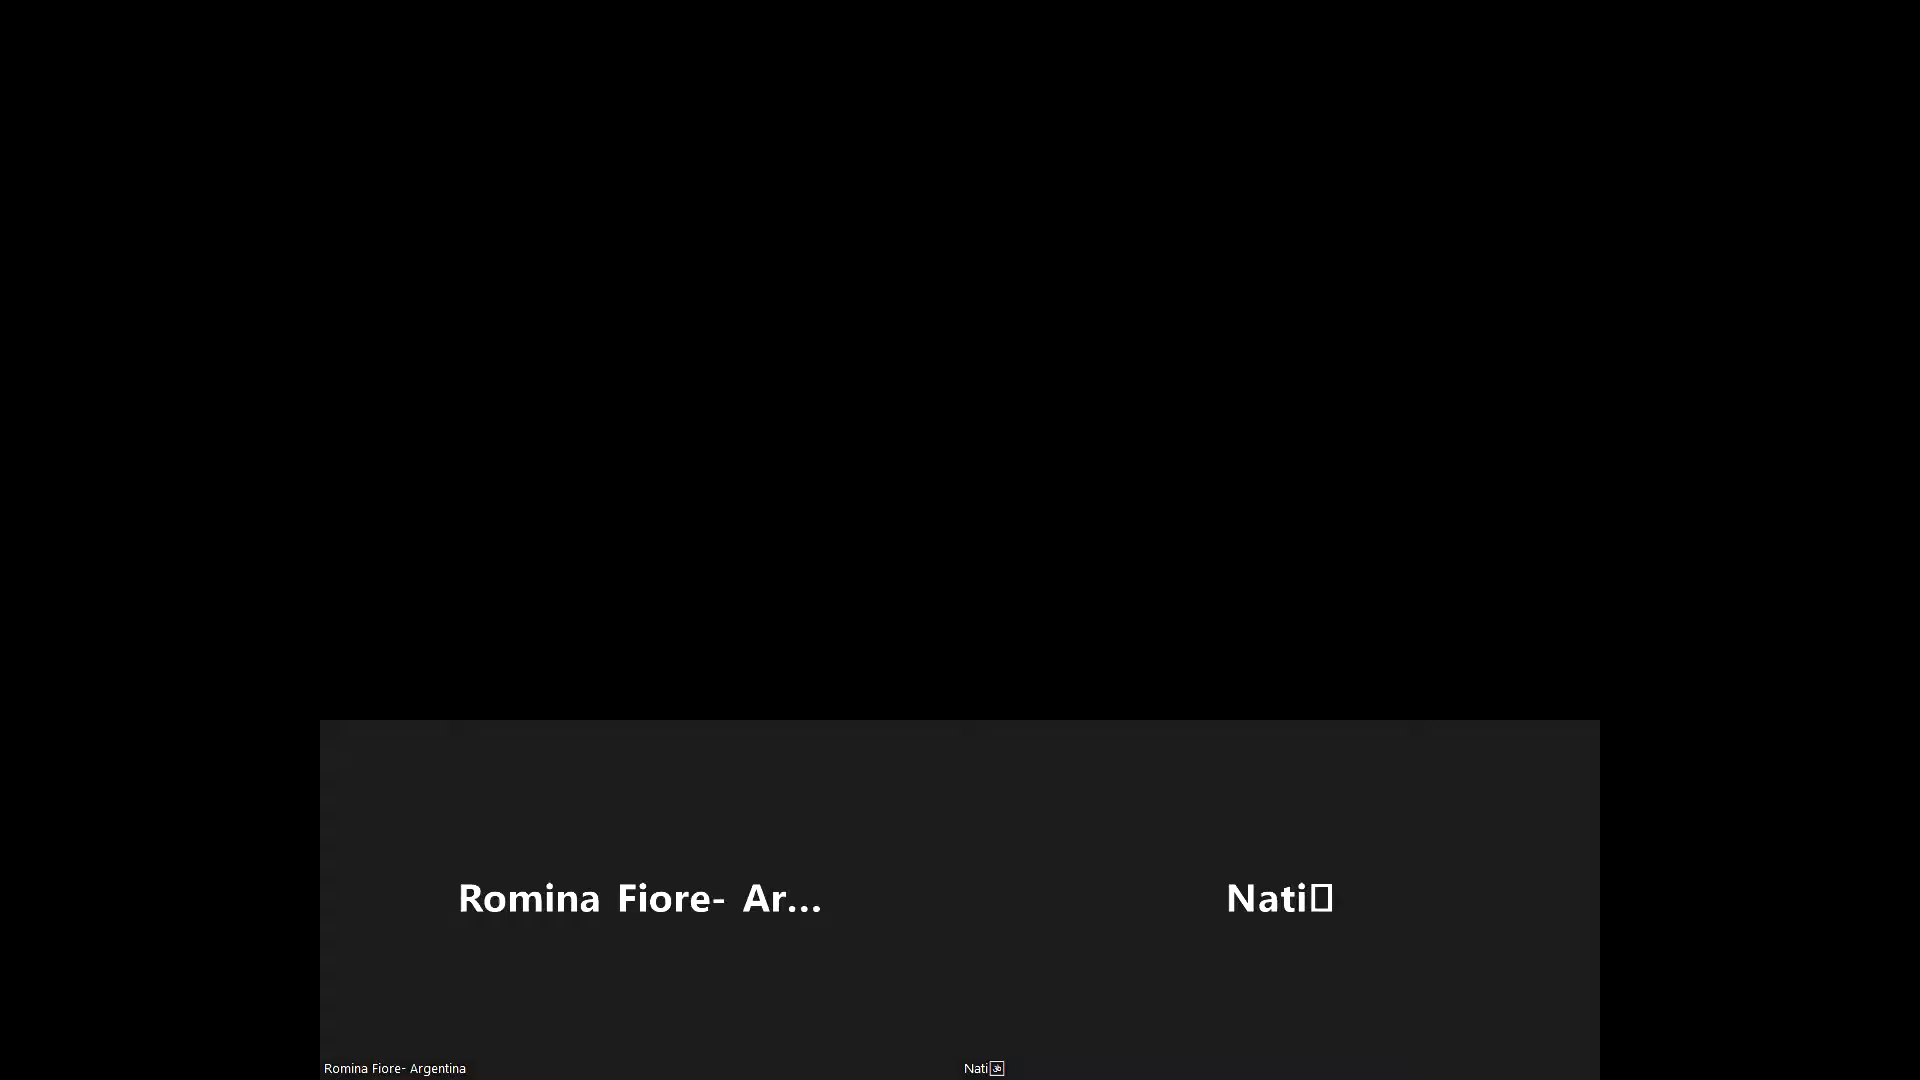 Romina Fiore- Ar...
Nati
Romina Fiore- Argentina
Nati🕉